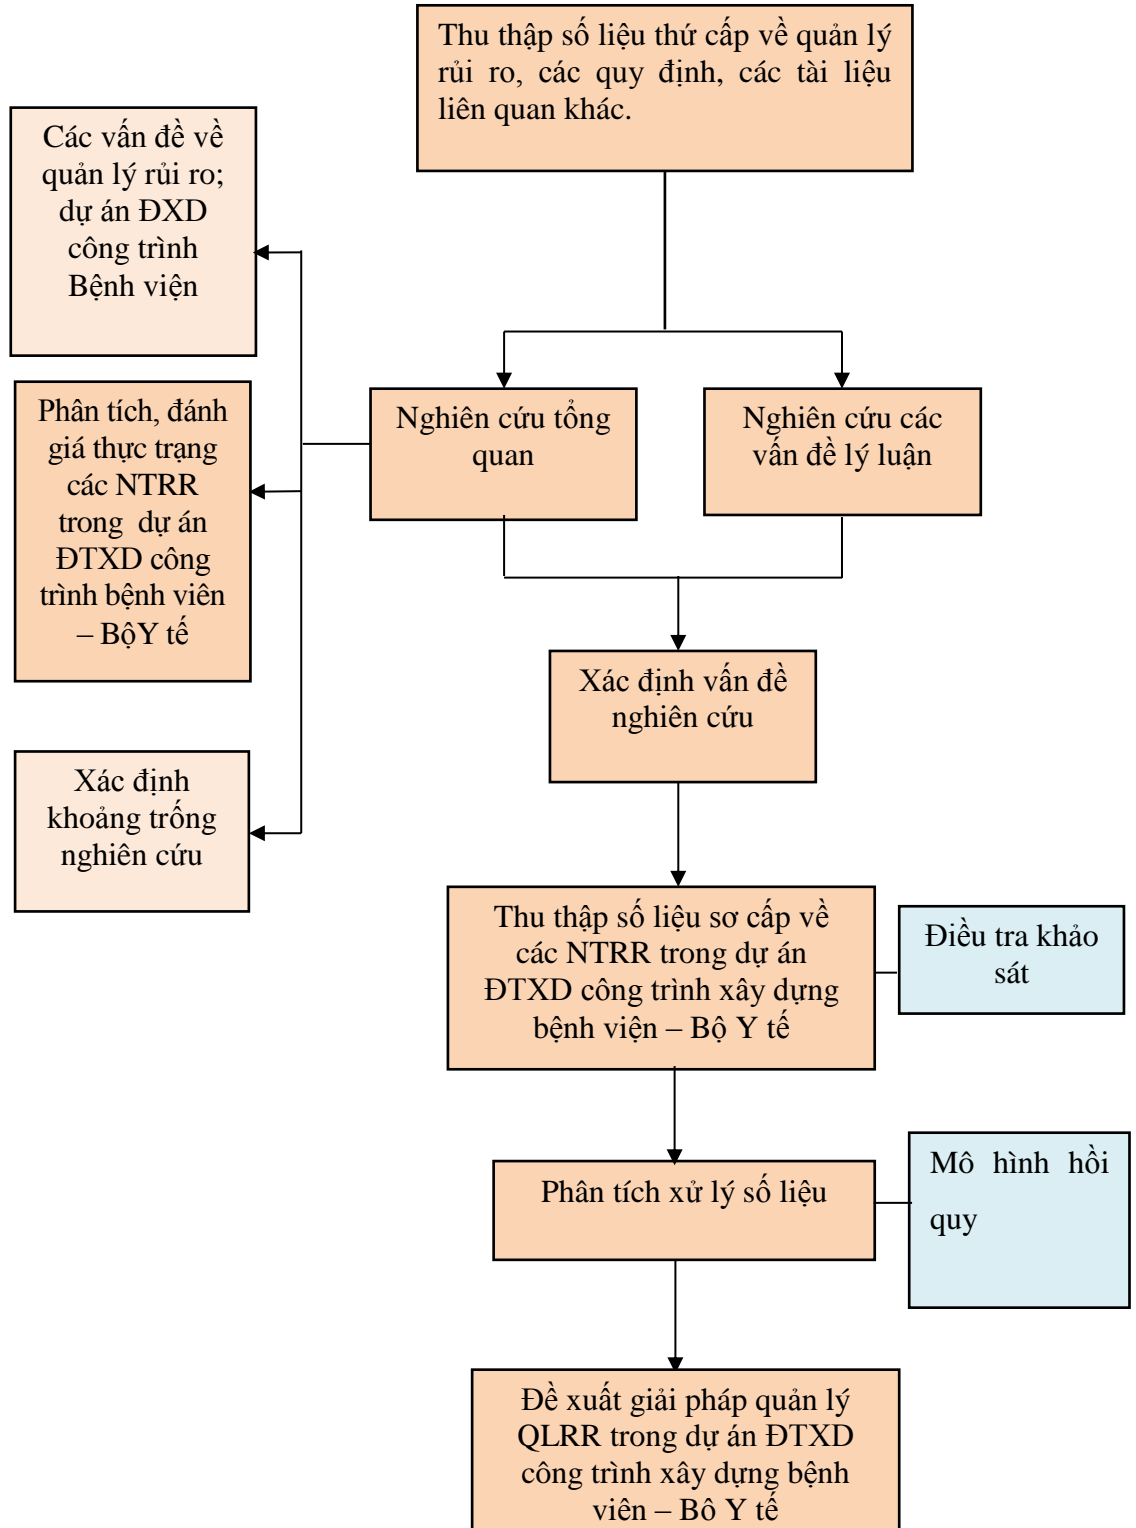 Thu thập số liệu thứ cấp về quản lý
rủi ro, các quy định, các tài liệu
liên quan khác.
Các vấn đề về
quản lý rủi ro;
dự án ĐXD
công trình
Bệnh viện
Phân tích, đánh
giá thực trạng
các NTRR
trong dự án
ĐTXD công
trình bệnh viên
– BộY tế
Xác định
khoảng trống
nghiên cứu
Nghiên cứu tổng
quan
Nghiên cứu các
vấn đề lý luận
Xác định vấn đề
nghiên cứu
Thu thập số liệu sơ cấp về
các NTRR trong dự án
ĐTXD công trình xây dựng
bệnh viện – Bộ Y tế
Điều tra khảo
sát
Phân tích xử lý số liệu
Mô hình hồi
quy
Đề xuất giải pháp quản lý
QLRR trong dự án ĐTXD
công trình xây dựng bệnh
viên – Bô Y tế